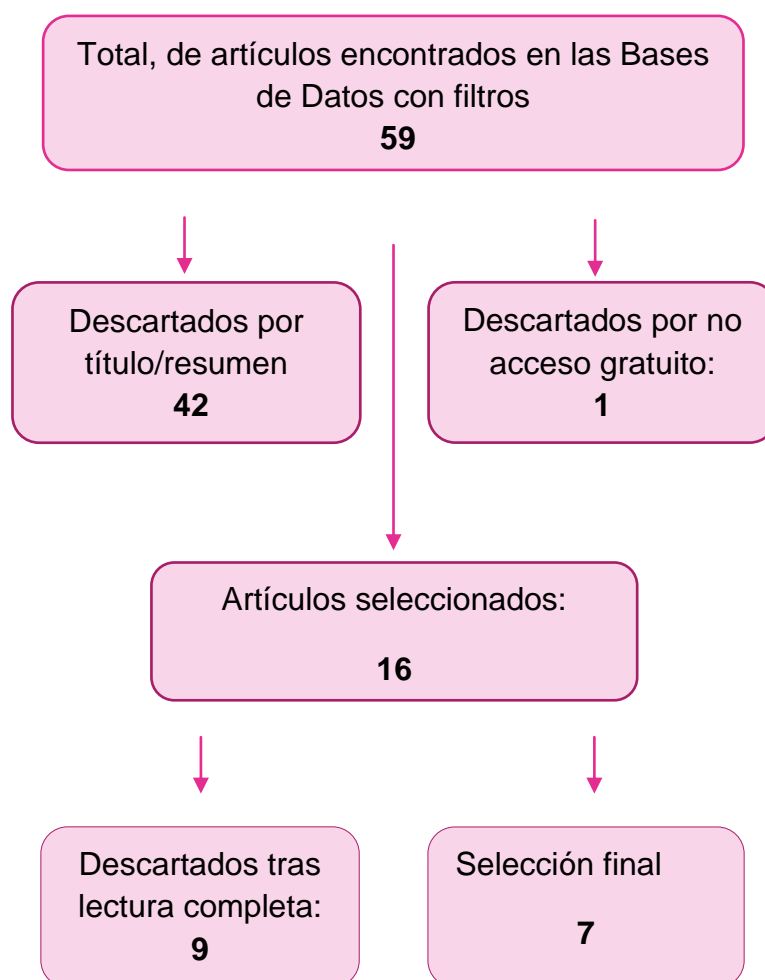 Total, de artículos encontrados en las Bases
de Datos con filtros
59
Descartados por
título/resumen
42
Descartados por no
acceso gratuito:
1
Artículos seleccionados:
16
Descartados tras
lectura completa:
9
Selección final
7